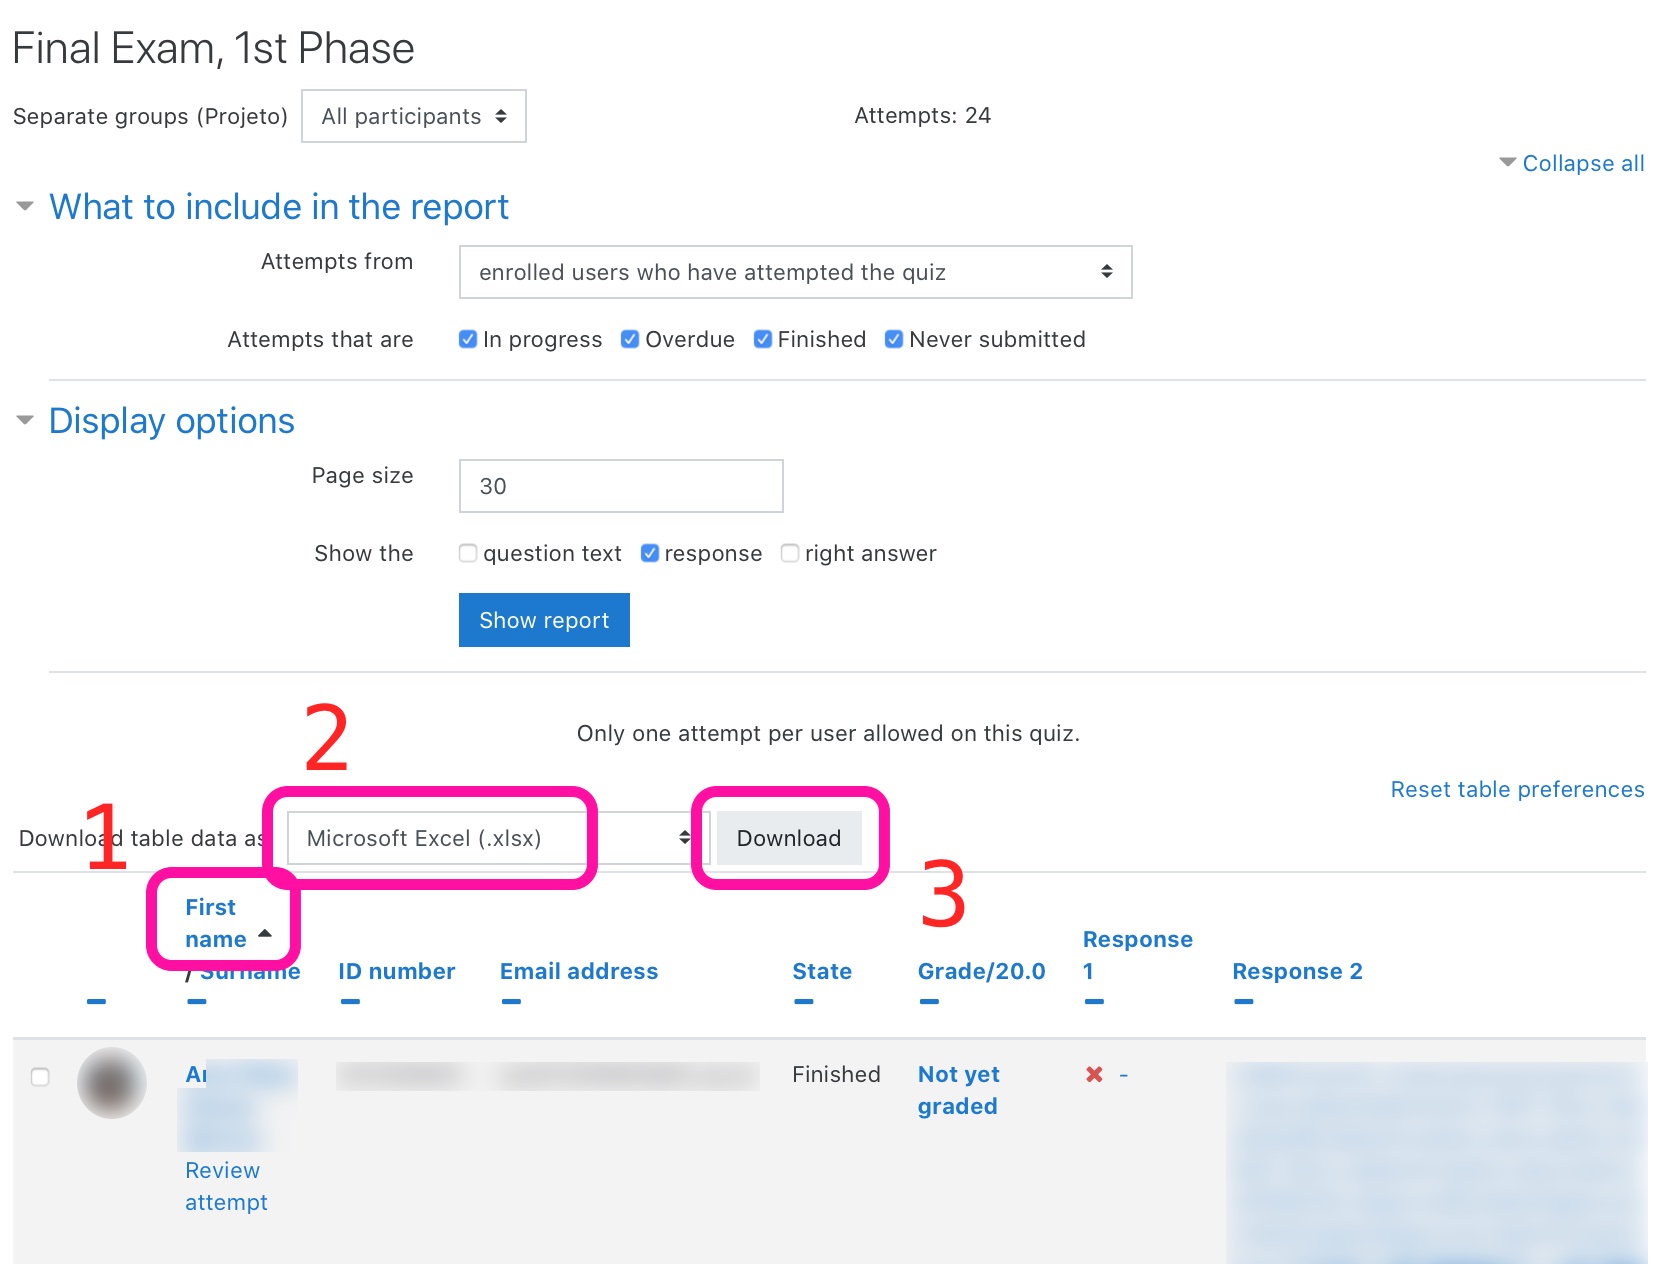 Final Exam, 1st Phase
Separate groups (Projeto) All participants Attempts: 24
Collapse all
What to include in the report
Attempts from enrolled users who have attempted the quiz
Attempts that are In progress Overdue Finished Never submitted
Display options
Page size 30
Show the question text response right answer
Show report
2
Only one attempt per user allowed on this quiz.
Reset table preferences
1
Download table data as Microsoft Excel (.xlsx) Download
3
First
name
/ Surname ID number Email address State Grade/20.0 Response
1 Response 2
Finished Not yet
graded -
Review
attempt